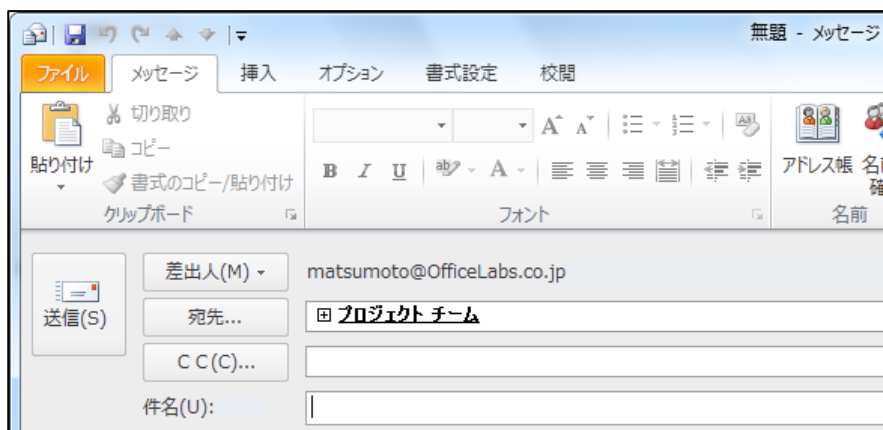 無題 - メッセージ
ファイル メッセージ 挿入 オプション 書式設定 校閲
切り取り
コピー
貼り付け
書式のコピー/貼り付け
クリップボード
B I U
A
フォント
アドレス帳
名前
差出人(M) matsumoto@OfficeLabs.co.jp
送信(S)
宛先... プロジェクト チーム
C C(C)...
件名(U):